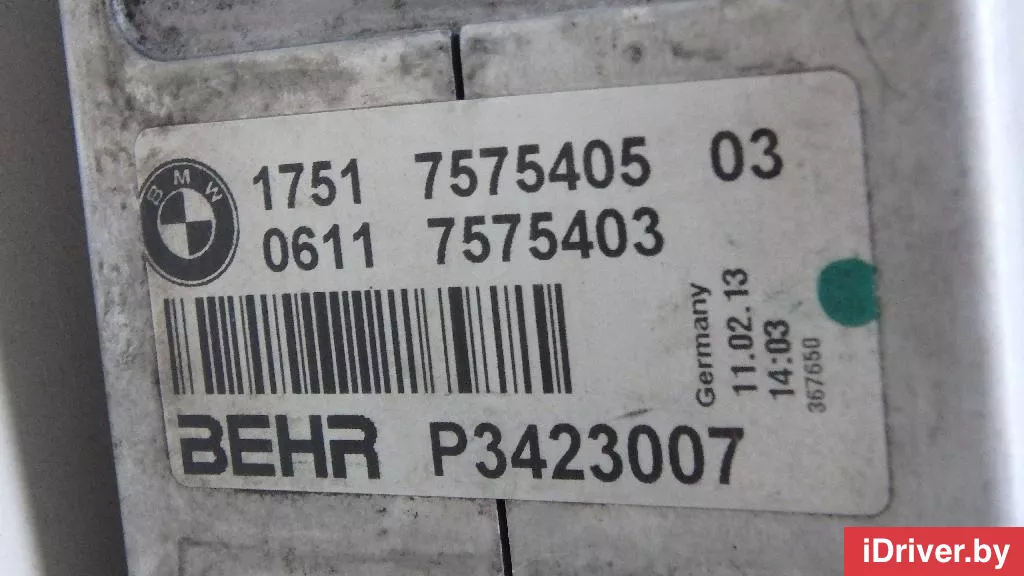 BMW
1751 7575405 03
0611 7575403
Germany
11.02.13
14:03
367650
BEHR P3423007
iDriver.by